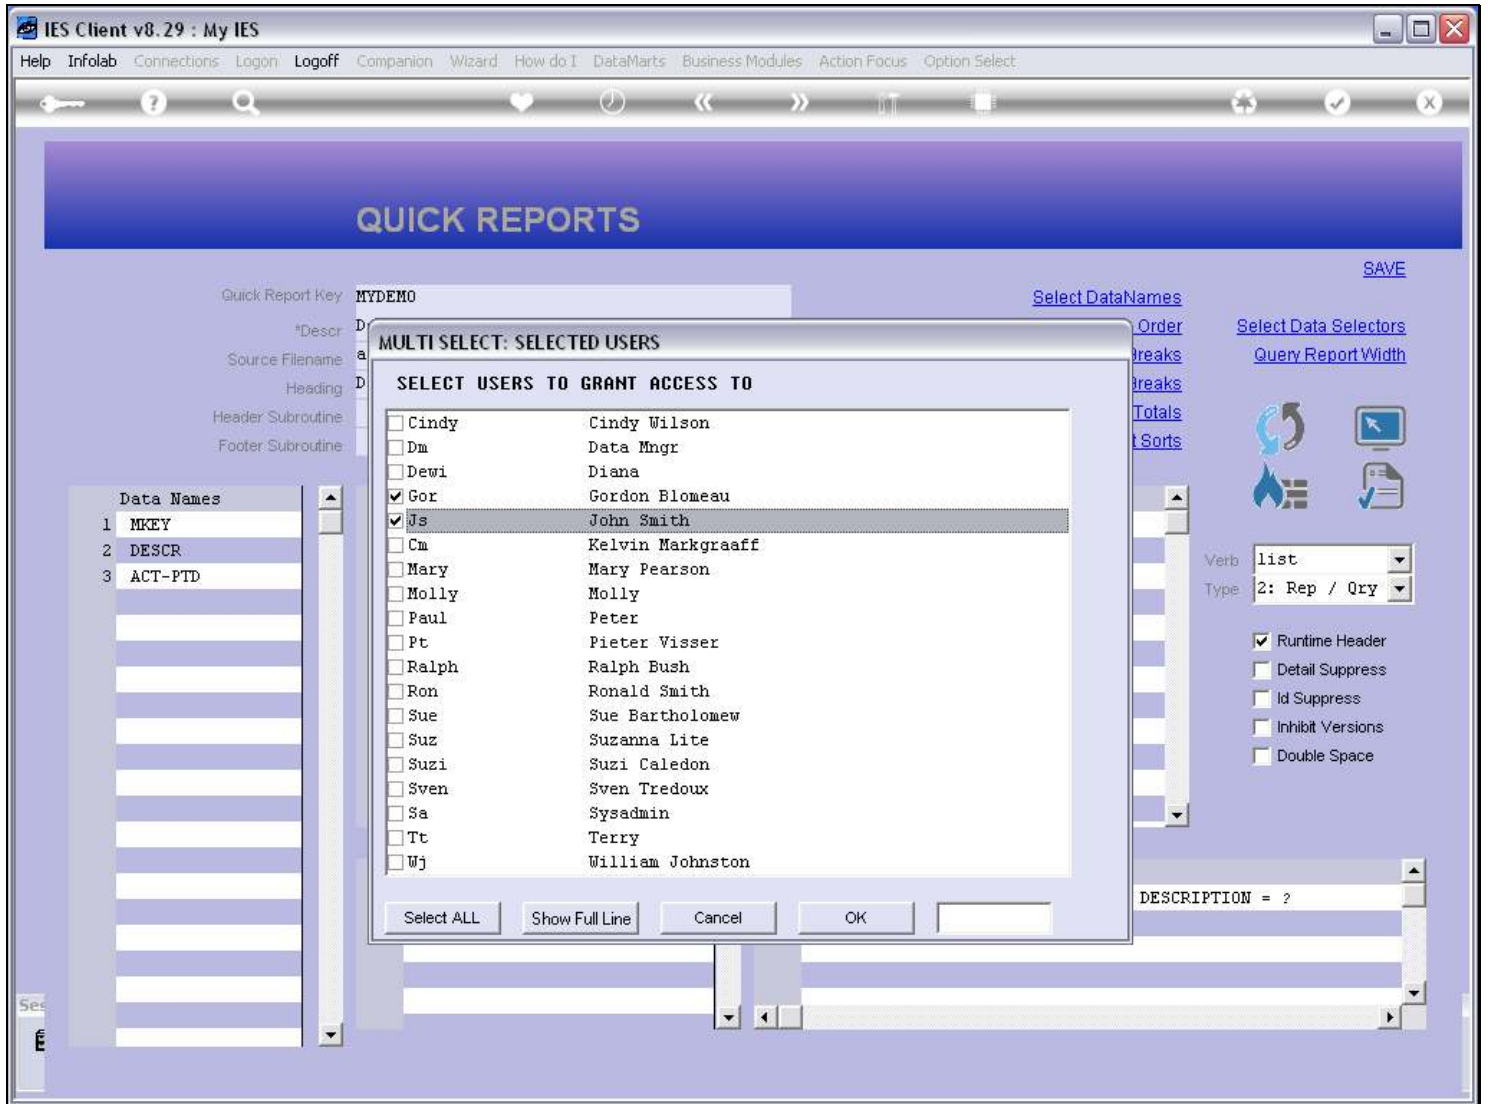 IES Client v8.29 : My IES
Help Infolab Connections Logon Logoff Companion Wizard How do I DataMarts Business Modules Action Focus Option Select
QUICK REPORTS
SAVE
Quick Report Key MYDEMO
Select DataNames
*Descr
Order
Select Data Selectors
Source Filename
Query Report Width
Heading
Header Subroutine
Totals
Footer Subroutine
Sorts
MULTI SELECT: SELECTED USERS
SELECT USERS TO GRANT ACCESS TO
Cindy Cindy Wilson
Dm Data Mngr
Dewi Diana
Gor Gordon Blomeau
Js John Smith
Cm Kelvin Markgraaff
Mary Mary Pearson
Molly Molly
Paul Peter
Pt Pieter Visser
Ralph Ralph Bush
Ron Ronald Smith
Sue Sue Bartholomew
Suz Suzanna Lite
Suzi Suzi Caledon
Sven Sven Tredoux
Sa Sysadmin
Tt Terry
Wj William Johnston
Select ALL Show Full Line Cancel OK
Data Names
1 MKEY
2 DESCR
3 ACT-PTD
Verb list
Type 2: Rep / Qry
Runtime Header
Detail Suppress
Id Suppress
Inhibit Versions
Double Space
DESCRIPTION = ?